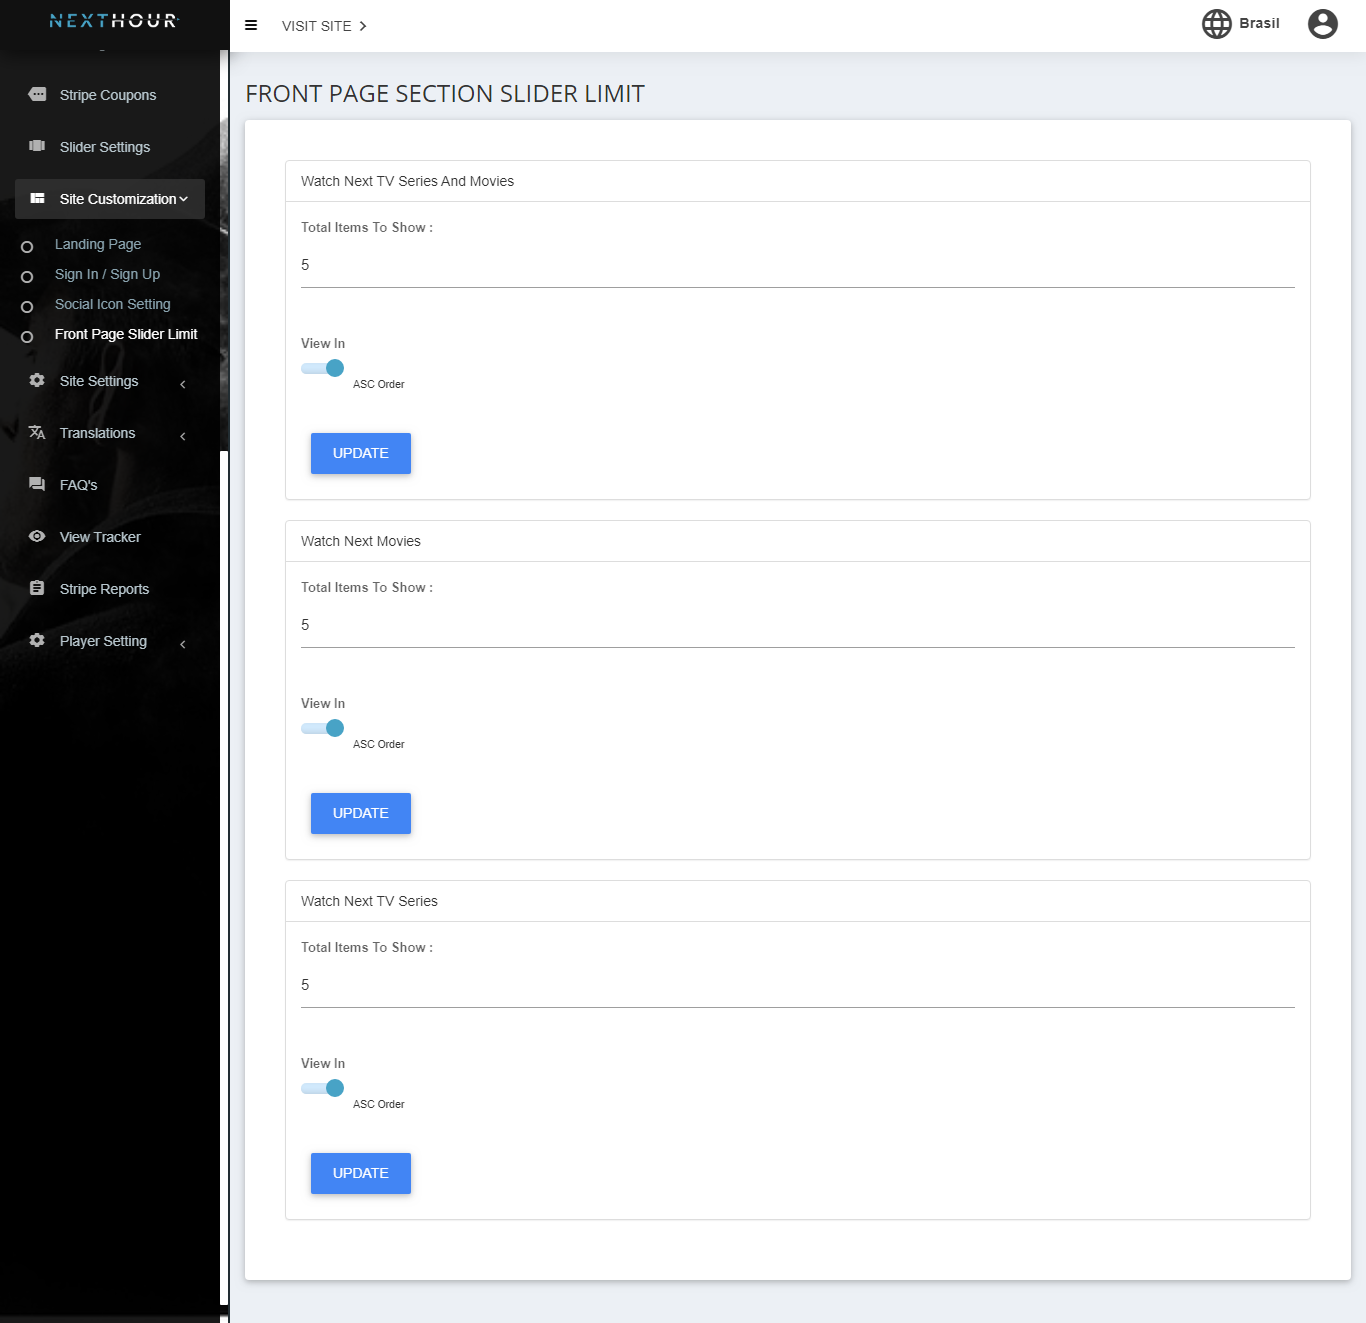 NEXTHOUR
VISIT SITE
Brasil
Stripe Coupons
Slider Settings
Site Customization
Landing Page
Sign In / Sign Up
Social Icon Setting
Front Page Slider Limit
Site Settings
Translations
FAQ's
View Tracker
Stripe Reports
Player Setting
FRONT PAGE SECTION SLIDER LIMIT
Watch Next TV Series And Movies
Total Items To Show :
5
View In
ASC Order
UPDATE
Watch Next Movies
Total Items To Show :
5
View In
ASC Order
UPDATE
Watch Next TV Series
Total Items To Show :
5
View In
ASC Order
UPDATE